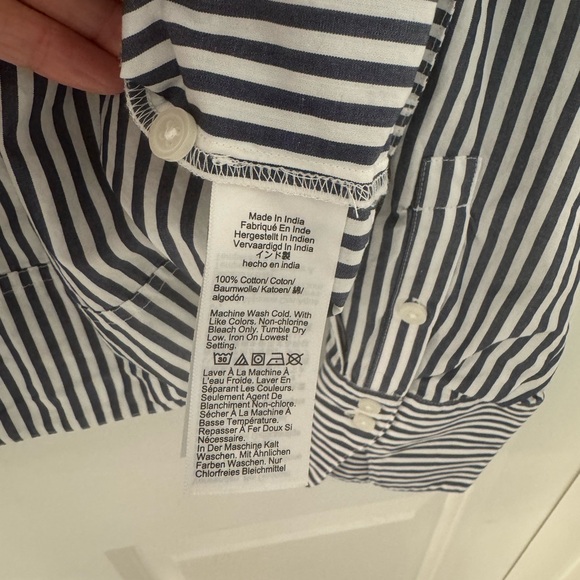 Made In India
Fabriqué En Inde
Hergestellt In Indien
Vervaardigd In India
インド製
hecho en india
100% Cotton/ Coton/
Baumwolle/ Katoen/ 綿/
algodón
Machine Wash Cold. With
Like Colors. Non-chlorine
Bleach Only. Tumble Dry
Low. Iron On Lowest
Setting.
30
Laver À La Machine À
L'eau Froide, Laver En
Séparant Les Couleurs.
Seulement Agent De
Blanchiment Non-Chlore.
Sécher À La Machine À
Basse Température.
Repasser À Fer Doux Si
Nécessaire.
In Der Maschine Kalt
Waschen. Mit Ähnlichen
Farben Waschen. Nur
Chlorfreies Bleichmittel